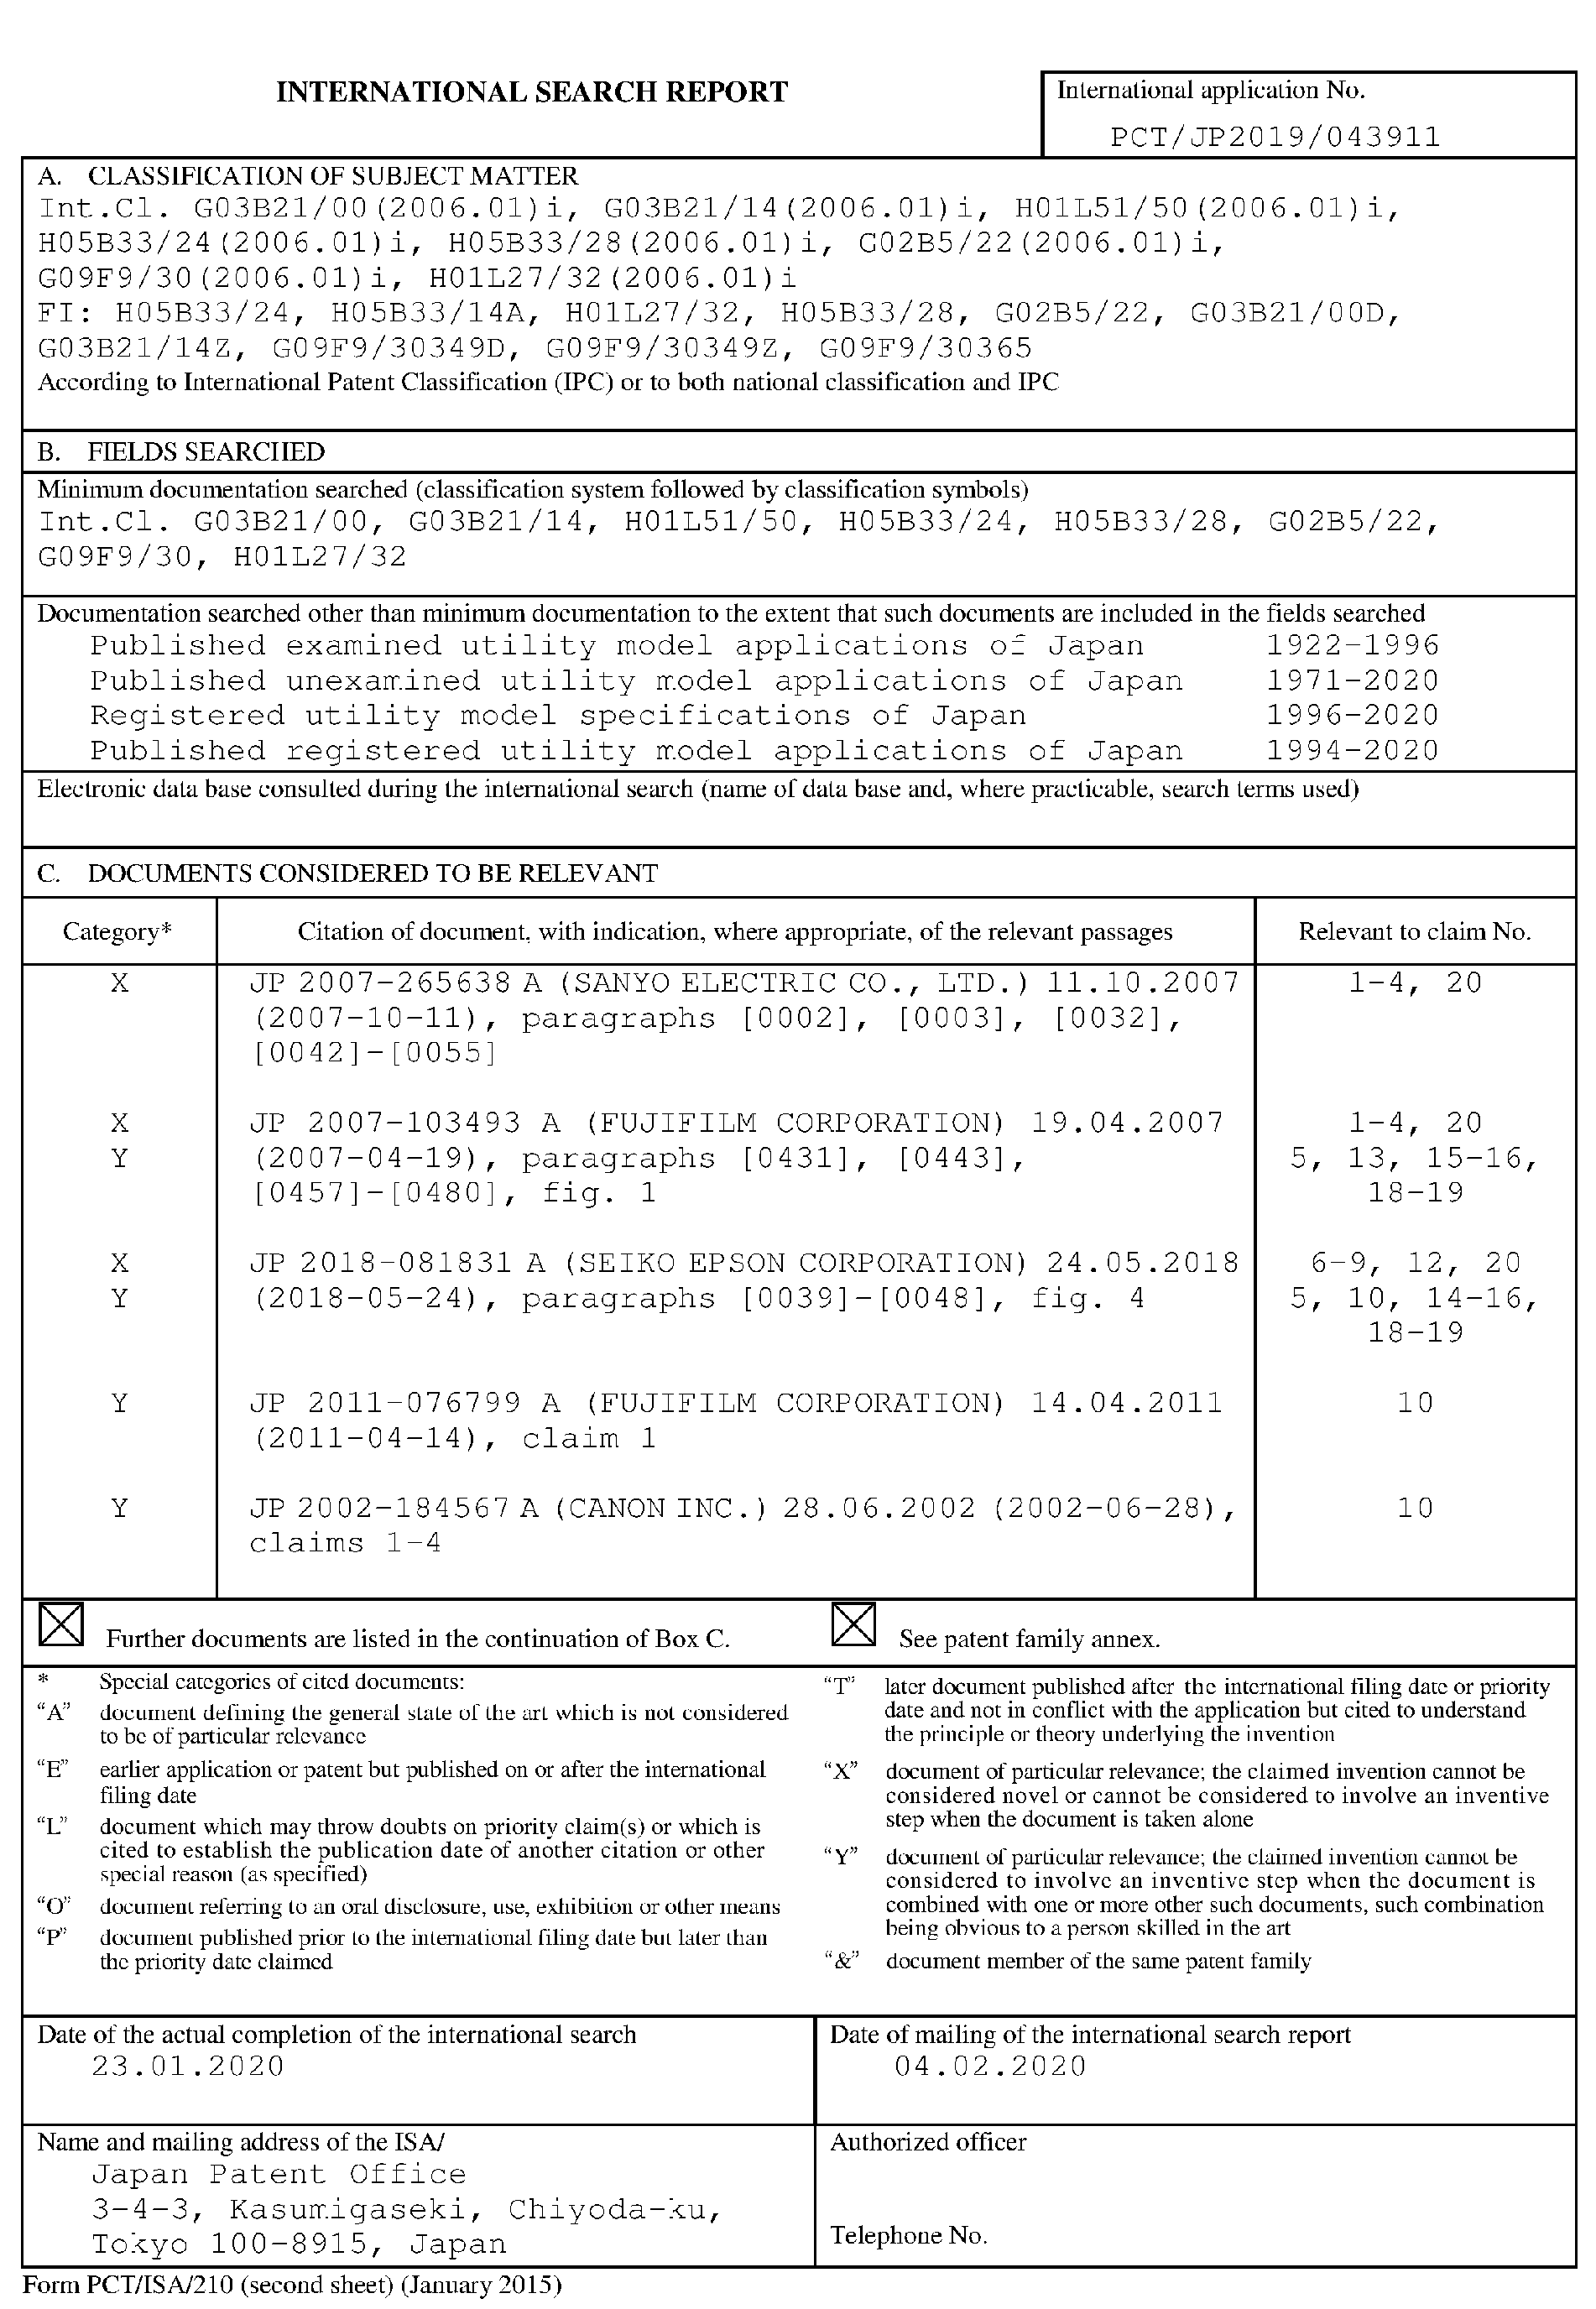 INTERNATIONAL SEARCH REPORT
International application No.
PCT/JP2019/043911
A. CLASSIFICATION OF SUBJECT MATTER
Int.Cl. G03B21/00(2006.01)i, G03B21/14(2006.01)i, H01L51/50(2006.01)i,
H05B33/24(2006.01)i, H05B33/28(2006.01)i, G02B5/22(2006.01)i,
G09F9/30(2006.01)i, H01L27/32(2006.01)i
FI: H05B33/24, H05B33/14A, H01L27/32, H05B33/28, G02B5/22, G03B21/00D,
G03B21/14Z, G09F9/30349D, G09F9/30349Z, G09F9/30365
According to International Patent Classification (IPC) or to both national classification and IPC
B. FIELDS SEARCHED
Minimum documentation searched (classification system followed by classification symbols)
Int.Cl. G03B21/00, G03B21/14, H01L51/50, H05B33/24, H05B33/28, G02B5/22,
G09F9/30, H01L27/32
Documentation searched other than minimum documentation to the extent that such documents are included in the fields searched
Published examined utility model applications of Japan 1922-1996
Published unexamined utility model applications of Japan 1971-2020
Registered utility model specifications of Japan 1996-2020
Published registered utility model applications of Japan 1994-2020
Electronic data base consulted during the international search (name of data base and, where practicable, search terms used)
C. DOCUMENTS CONSIDERED TO BE RELEVANT
Category* Citation of document, with indication, where appropriate, of the relevant passages Relevant to claim No.
X JP 2007-265638 A (SANYO ELECTRIC CO., LTD.) 11.10.2007 1-4, 20
(2007-10-11), paragraphs [0002], [0003], [0032],
[0042]-[0055]
X JP 2007-103493 A (FUJIFILM CORPORATION) 19.04.2007 1-4, 20
Y (2007-04-19), paragraphs [0431], [0443], 5, 13, 15-16,
[0457]-[0480], fig. 1 18-19
X JP 2018-081831 A (SEIKO EPSON CORPORATION) 24.05.2018 6-9, 12, 20
Y (2018-05-24), paragraphs [0039]-[0048], fig. 4 5, 10, 14-16,
18-19
Y JP 2011-076799 A (FUJIFILM CORPORATION) 14.04.2011 10
(2011-04-14), claim 1
Y JP 2002-184567 A (CANON INC.) 28.06.2002 (2002-06-28), 10
claims 1-4
Further documents are listed in the continuation of Box C.
See patent family annex.
* Special categories of cited documents:
"A" document defining the general state of the art which is not considered
to be of particular relevance
"E" earlier application or patent but published on or after the international
filing date
"L" document which may throw doubts on priority claim(s) or which is
cited to establish the publication date of another citation or other
special reason (as specified)
"O" document referring to an oral disclosure, use, exhibition or other means
"P" document published prior to the international filing date but later than
the priority date claimed
"T" later document published after the international filing date or priority
date and not in conflict with the application but cited to understand
the principle or theory underlying the invention
"X" document of particular relevance; the claimed invention cannot be
considered novel or cannot be considered to involve an inventive
step when the document is taken alone
"Y" document of particular relevance; the claimed invention cannot be
considered to involve an inventive step when the document is
combined with one or more other such documents, such combination
being obvious to a person skilled in the art
"&" document member of the same patent family
Date of the actual completion of the international search
23.01.2020
Date of mailing of the international search report
04.02.2020
Name and mailing address of the ISA/
Japan Patent Office
3-4-3, Kasumigaseki, Chiyoda-ku,
Tokyo 100-8915, Japan
Authorized officer
Telephone No.
Form PCT/ISA/210 (second sheet) (January 2015)